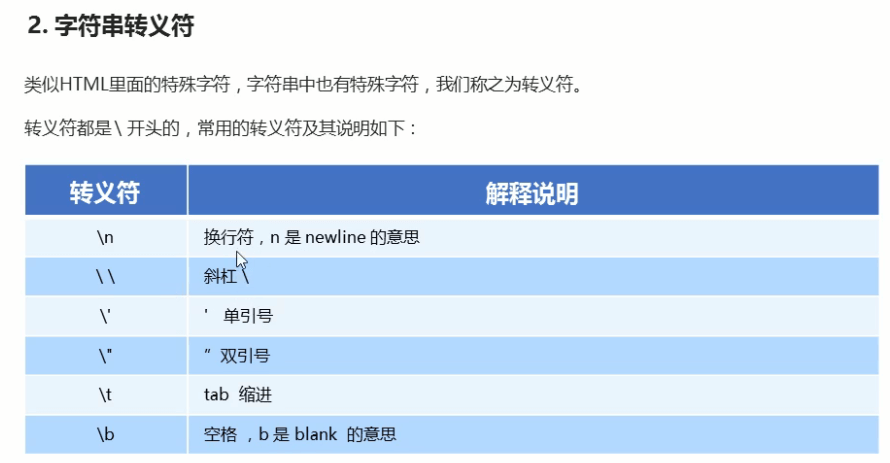 2. 字符串转义符
类似HTML里面的特殊字符，字符串中也有特殊字符，我们称之为转义符。
转义符都是 \ 开头的，常用的转义符及其说明如下：
转义符 解释说明
\n 换行符，n 是 newline 的意思
\ \ 斜杠 \
\' ' 单引号
\" ” 双引号
\t tab 缩进
\b 空格 ，b 是 blank 的意思